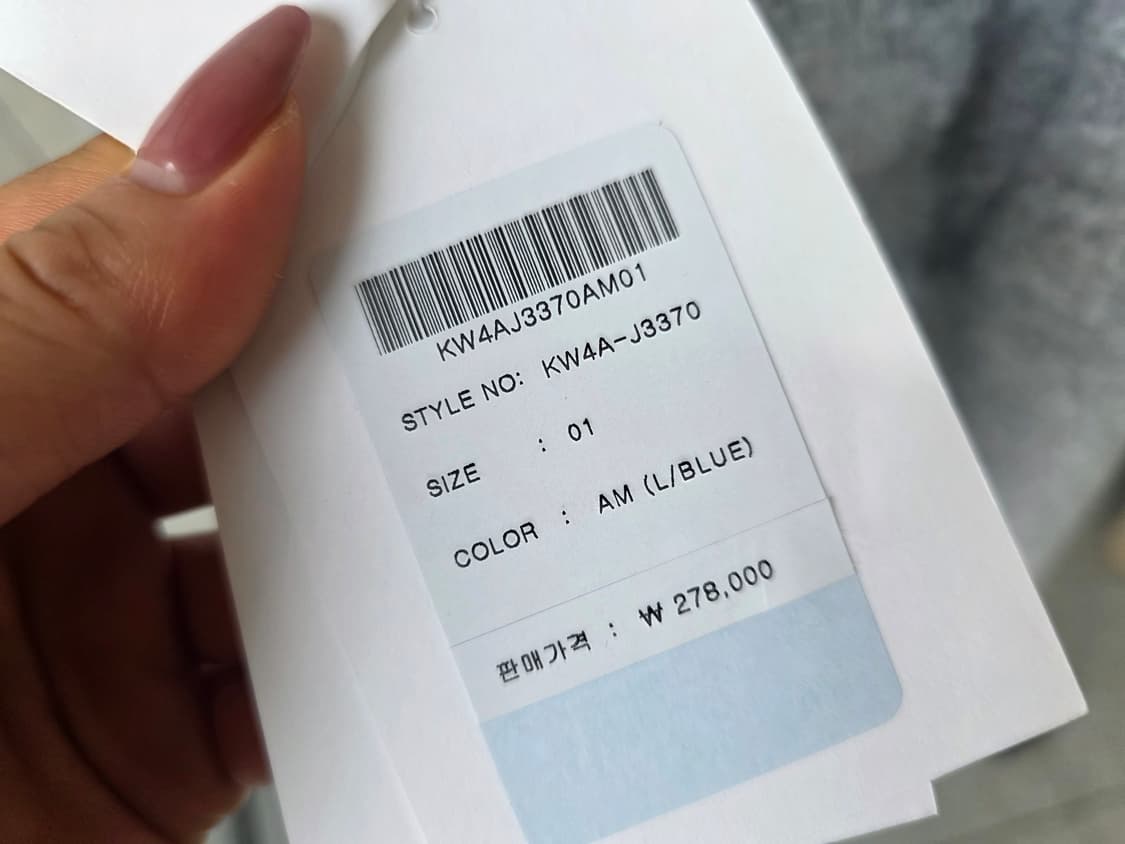 KW4AJ3370AM01
STYLE NO: KW4A-J3370
SIZE : 01
COLOR : AM (L/BLUE)
판매가격 : ₩ 278,000